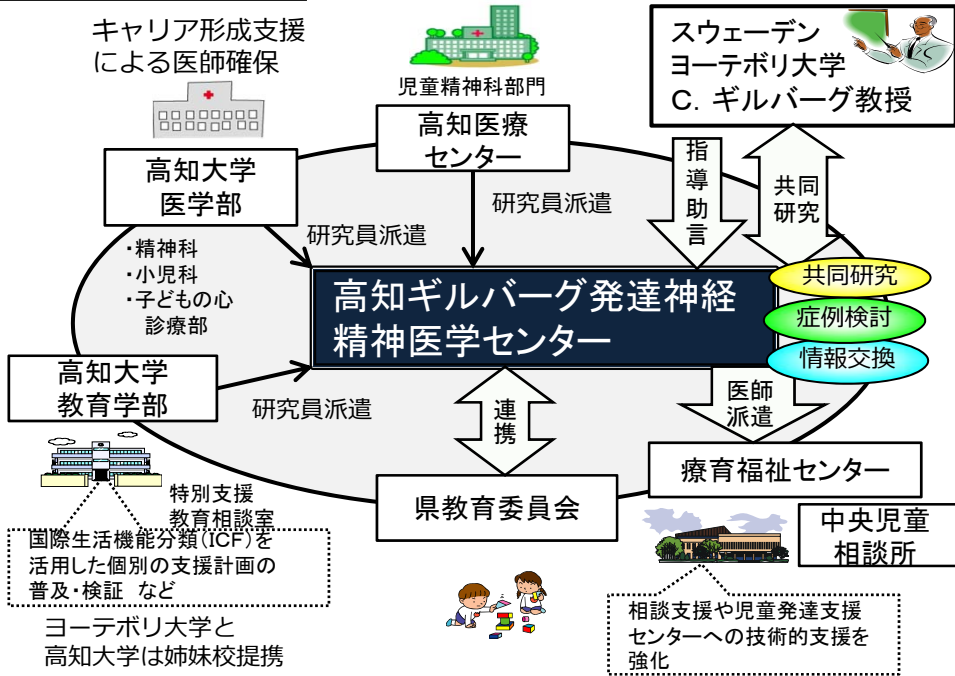 キャリア形成支援
による医師確保
児童精神科部門
高知医療
センター
スウェーデン
ヨーテボリ大学
C. ギルバーグ教授
高知大学
医学部
・精神科
・小児科
・子どもの心
診療部
研究員派遣
研究員派遣
指導助言
共同
研究
高知ギルバーグ発達神経
精神医学センター
共同研究
症例検討
情報交換
高知大学
教育学部
研究員派遣
連携
医師
派遣
療育福祉センター
県教育委員会
中央児童
相談所
特別支援
教育相談室
国際生活機能分類(ICF)を
活用した個別の支援計画の
普及・検証 など
ヨーテボリ大学と
高知大学は姉妹校提携
相談支援や児童発達支援
センターへの技術的支援を
強化